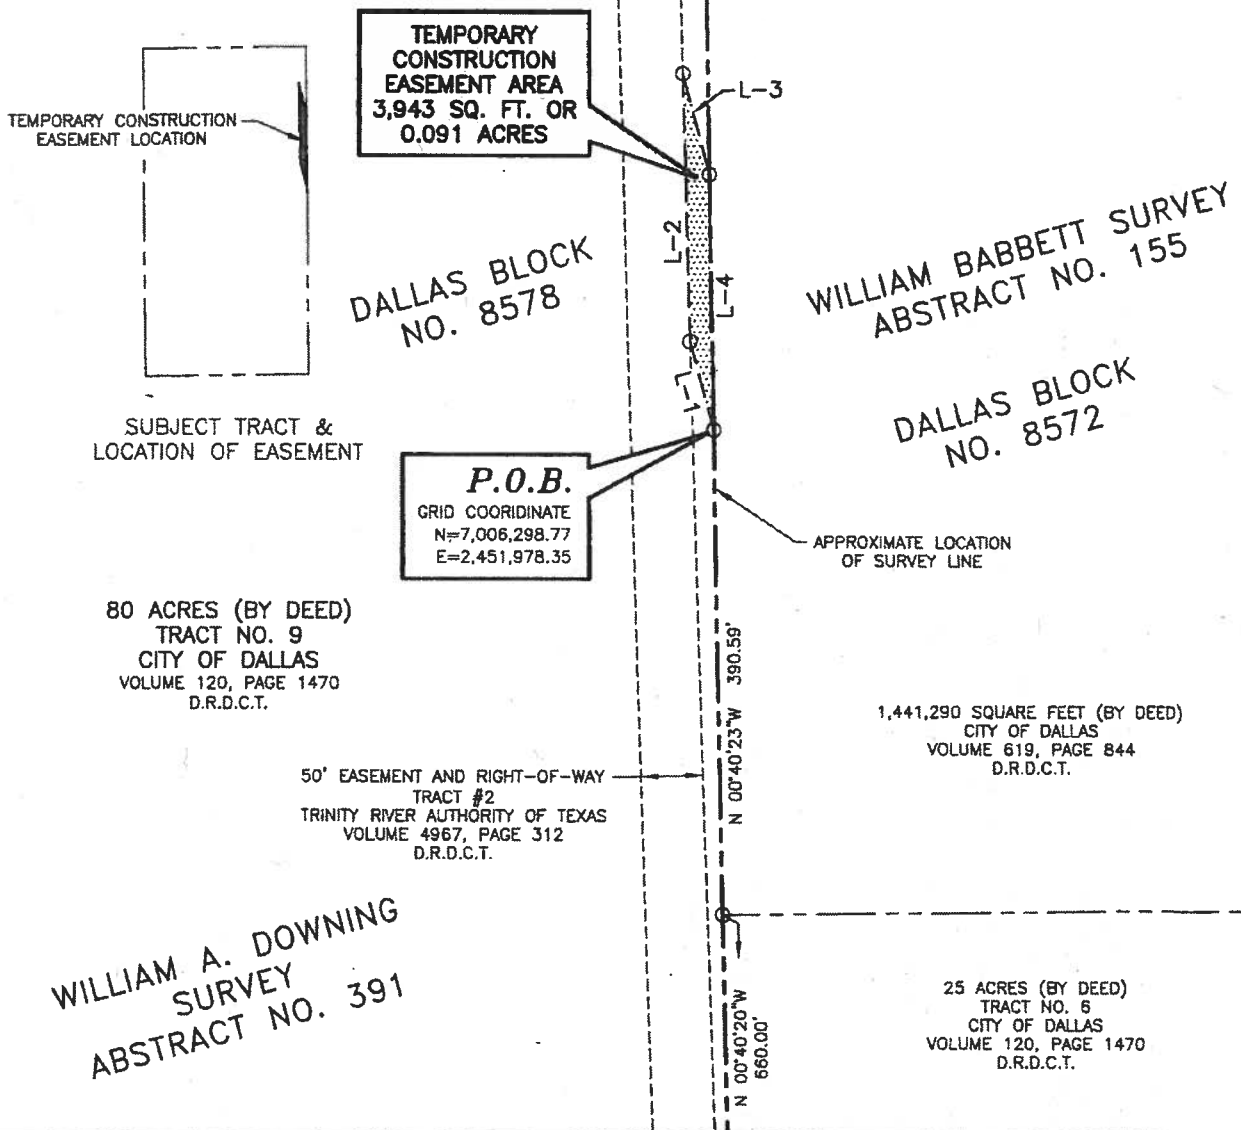 TEMPORARY
CONSTRUCTION
EASEMENT AREA
3,943 SQ. FT. OR
0.091 ACRES
L-3
TEMPORARY CONSTRUCTION
EASEMENT LOCATION
L-2
L-4
DALLAS BLOCK
NO. 8578
WILLIAM BABBETT SURVEY
ABSTRACT NO. 155
SUBJECT TRACT &
LOCATION OF EASEMENT
L-1
DALLAS BLOCK
NO. 8572
P.O.B.
GRID COORIDINATE
N=7,006,298.77
E=2,451,978.35
APPROXIMATE LOCATION
OF SURVEY LINE
80 ACRES (BY DEED)
TRACT NO. 9
CITY OF DALLAS
VOLUME 120, PAGE 1470
D.R.D.C.T.
N 00°40'23"W 390.59'
1,441,290 SQUARE FEET (BY DEED)
CITY OF DALLAS
VOLUME 619, PAGE 844
D.R.D.C.T.
50' EASEMENT AND RIGHT-OF-WAY
TRACT #2
TRINITY RIVER AUTHORITY OF TEXAS
VOLUME 4967, PAGE 312
D.R.D.C.T.
WILLIAM A. DOWNING
SURVEY
ABSTRACT NO. 391
N 00°40'20"W
660.00'
25 ACRES (BY DEED)
TRACT NO. 6
CITY OF DALLAS
VOLUME 120, PAGE 1470
D.R.D.C.T.